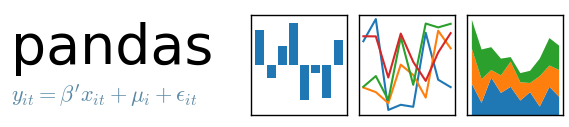 pandas
y_{it} = β′x_{it} + μ_i + ϵ_{it}